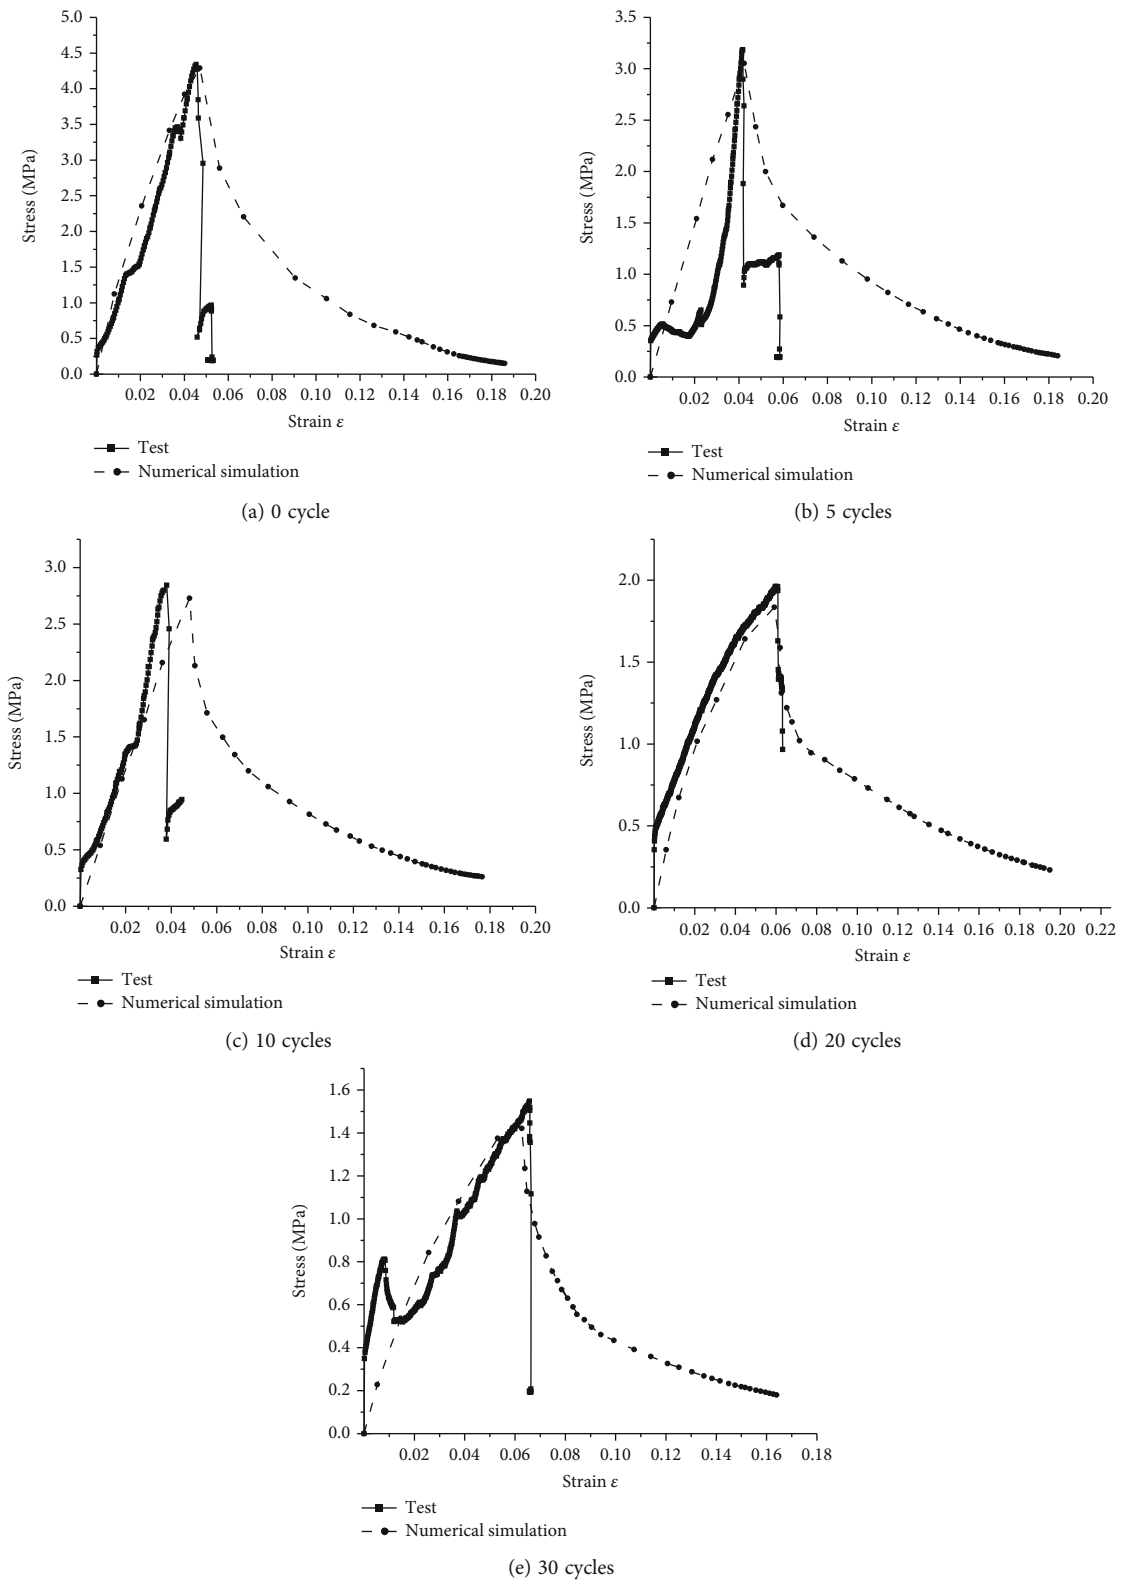 5.0
4.5
4.0
3.5
3.0
2.5
2.0
1.5
1.0
0.5
0.0
Stress (MPa)
0.02 0.04 0.06 0.08 0.10 0.12 0.14 0.16 0.18 0.20
Strain ε
Test
Numerical simulation
(a) 0 cycle
3.5
3.0
2.5
2.0
1.5
1.0
0.5
0.0
Stress (MPa)
0.02 0.04 0.06 0.08 0.10 0.12 0.14 0.16 0.18 0.20
Strain ε
Test
Numerical simulation
(b) 5 cycles
3.0
2.5
2.0
1.5
1.0
0.5
0.0
Stress (MPa)
0.02 0.04 0.06 0.08 0.10 0.12 0.14 0.16 0.18 0.20
Strain ε
Test
Numerical simulation
(c) 10 cycles
2.0
1.5
1.0
0.5
0.0
Stress (MPa)
0.02 0.04 0.06 0.08 0.10 0.12 0.14 0.16 0.18 0.20 0.22
Strain ε
Test
Numerical simulation
(d) 20 cycles
1.6
1.4
1.2
1.0
0.8
0.6
0.4
0.2
0.0
Stress (MPa)
0.02 0.04 0.06 0.08 0.10 0.12 0.14 0.16 0.18
Strain ε
Test
Numerical simulation
(e) 30 cycles